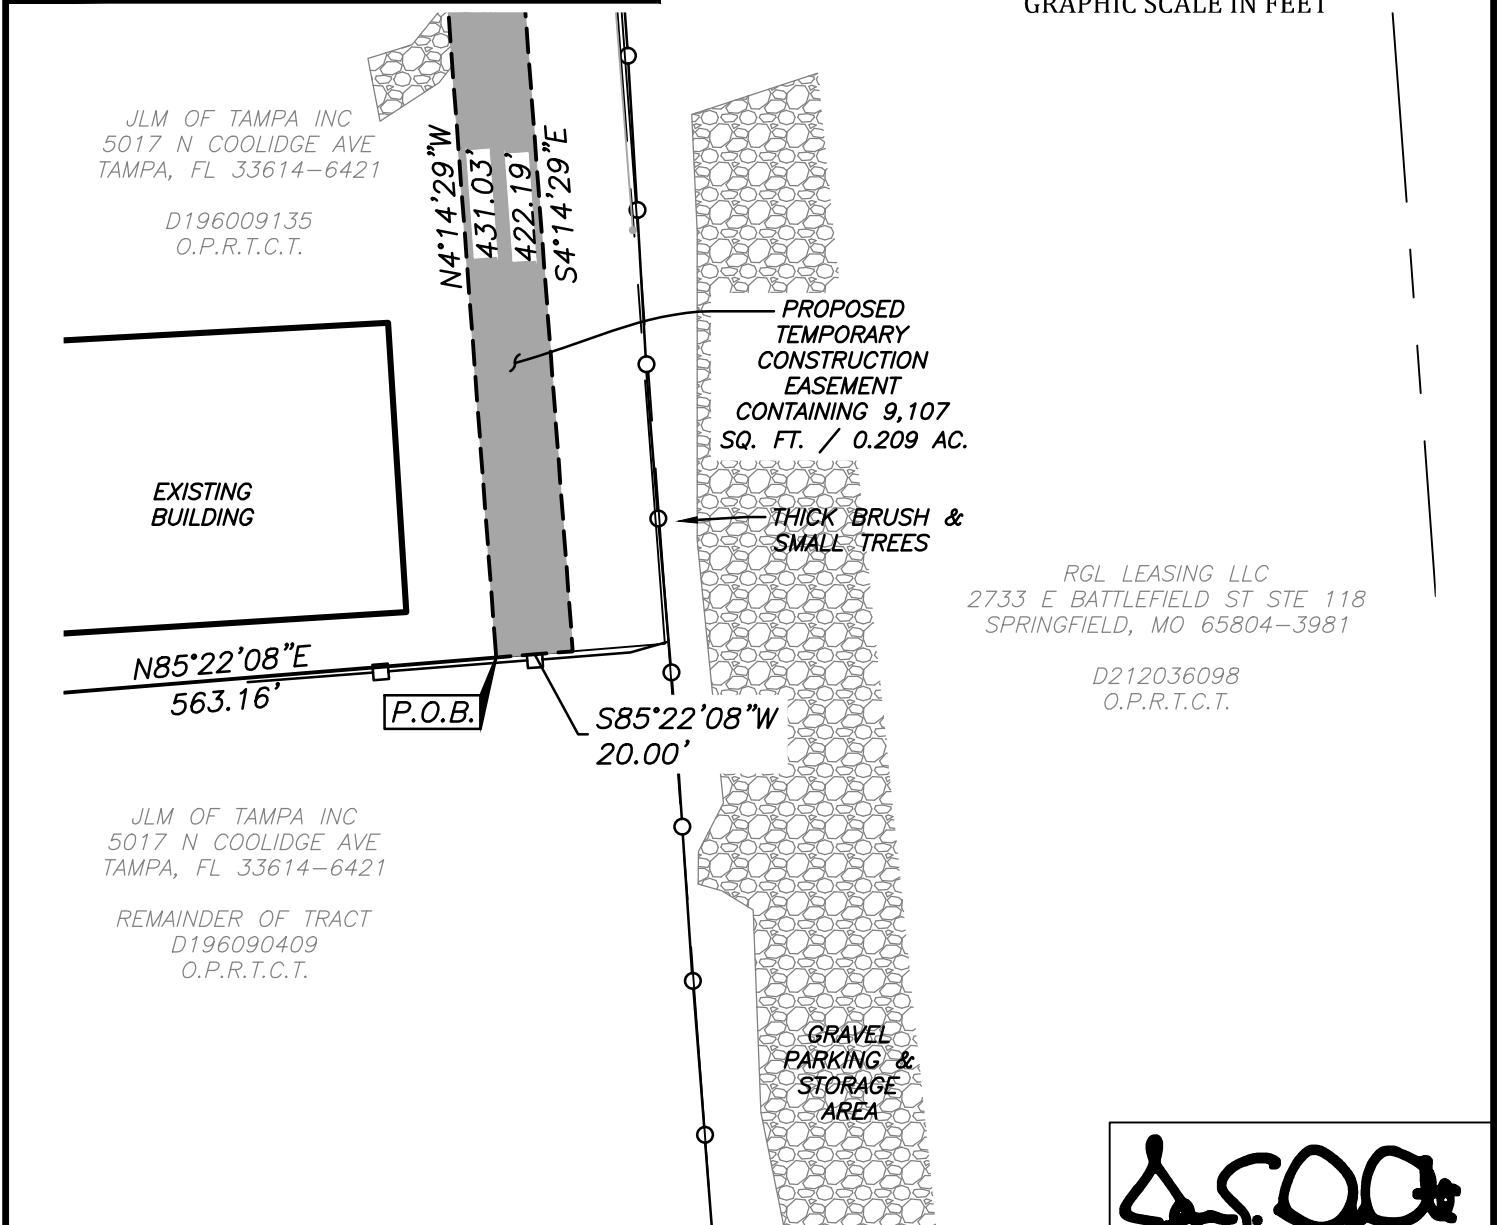 GRAPHIC SCALE IN FEET
JLM OF TAMPA INC
5017 N COOLIDGE AVE
TAMPA, FL 33614-6421
D196009135
O.P.R.T.C.T.
N4°14'29"W
431.03'
422.19'
S4°14'29"E
PROPOSED
TEMPORARY
CONSTRUCTION
EASEMENT
CONTAINING 9,107
SQ. FT. / 0.209 AC.
EXISTING
BUILDING
THICK BRUSH &
SMALL TREES
RGL LEASING LLC
2733 E BATTLEFIELD ST STE 118
SPRINGFIELD, MO 65804-3981
D212036098
O.P.R.T.C.T.
N85°22'08"E
563.16'
P.O.B.
S85°22'08"W
20.00'
JLM OF TAMPA INC
5017 N COOLIDGE AVE
TAMPA, FL 33614-6421
REMAINDER OF TRACT
D196090409
O.P.R.T.C.T.
GRAVEL
PARKING &
STORAGE
AREA